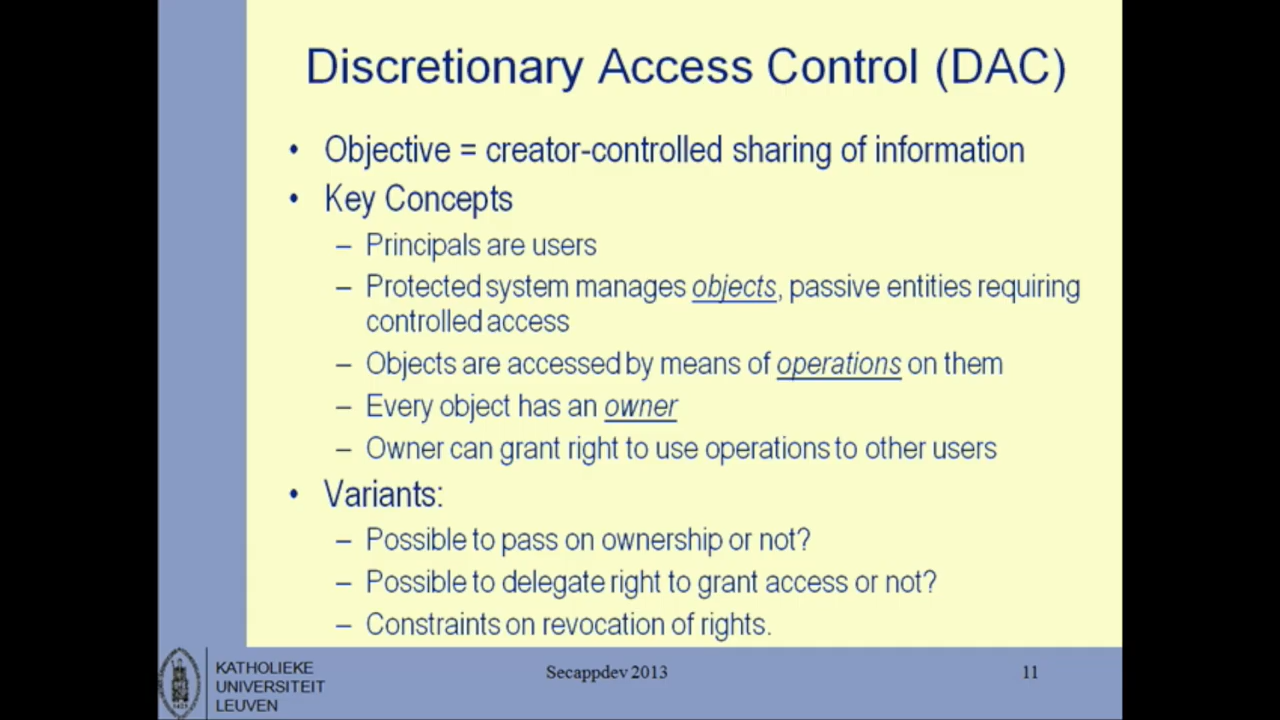 Discretionary Access Control (DAC)
• Objective = creator-controlled sharing of information
• Key Concepts
– Principals are users
– Protected system manages objects, passive entities requiring
controlled access
– Objects are accessed by means of operations on them
– Every object has an owner
– Owner can grant right to use operations to other users
• Variants:
– Possible to pass on ownership or not?
– Possible to delegate right to grant access or not?
– Constraints on revocation of rights.
KATHOLIEKE
UNIVERSITEIT
LEUVEN
Secappdev 2013
11